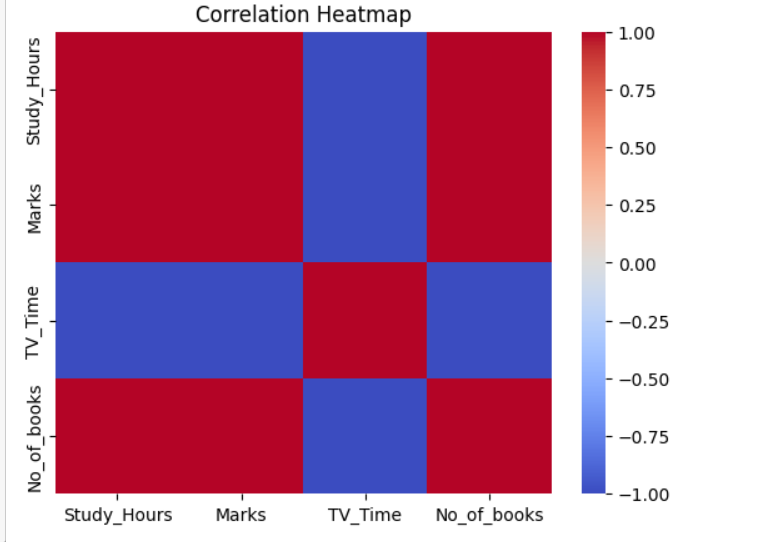 Correlation Heatmap
Study_Hours
Marks
TV_Time
No_of_books
Study_Hours
Marks
TV_Time
No_of_books
1.00
0.75
0.50
0.25
0.00
−0.25
−0.50
−0.75
−1.00